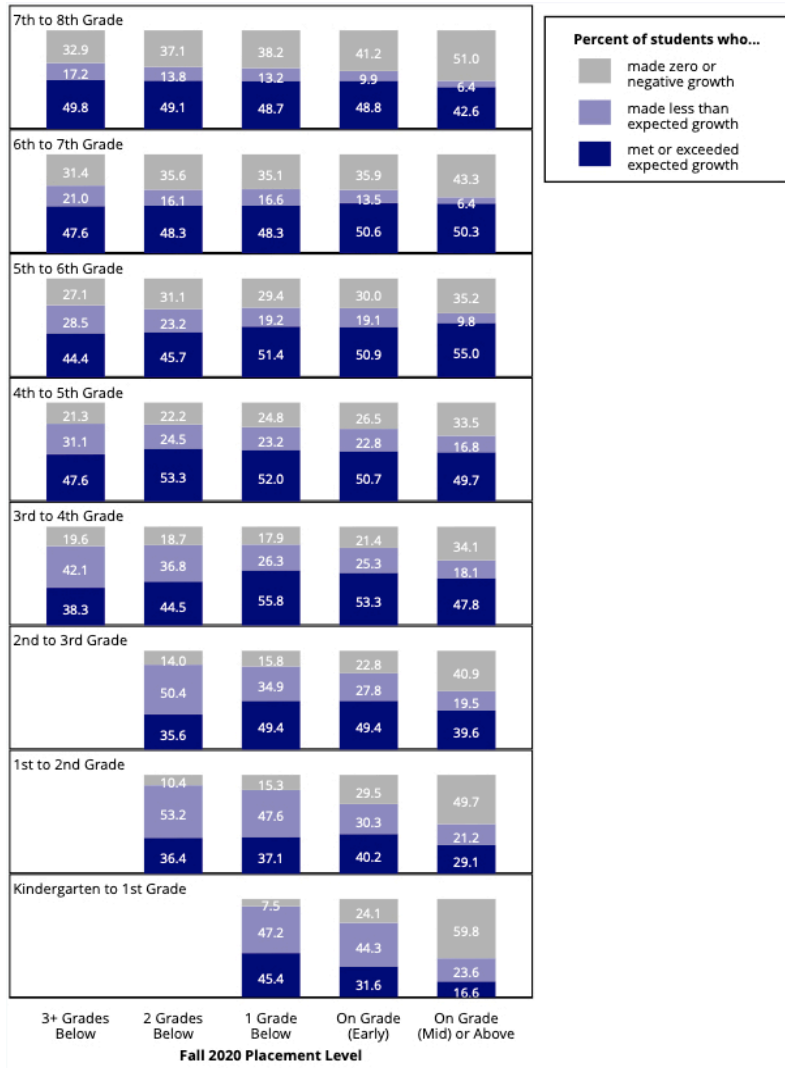 7th to 8th Grade
32.9 37.1 38.2 41.2 51.0
17.2 13.8 13.2 9.9 6.4
49.8 49.1 48.7 48.8 42.6
Percent of students who...
made zero or
negative growth
made less than
expected growth
met or exceeded
expected growth
6th to 7th Grade
31.4 35.6 35.1 35.9 43.3
21.0 16.1 16.6 13.5 6.4
47.6 48.3 48.3 50.6 50.3
5th to 6th Grade
27.1 31.1 29.4 30.0 35.2
28.5 23.2 19.2 19.1 9.8
44.4 45.7 51.4 50.9 55.0
4th to 5th Grade
21.3 22.2 24.8 26.5 33.5
31.1 24.5 23.2 22.8 16.8
47.6 53.3 52.0 50.7 49.7
3rd to 4th Grade
19.6 18.7 17.9 21.4 34.1
42.1 36.8 26.3 25.3 18.1
38.3 44.5 55.8 53.3 47.8
2nd to 3rd Grade
14.0 15.8 22.8 40.9
50.4 34.9 27.8 19.5
35.6 49.4 49.4 39.6
1st to 2nd Grade
10.4 15.3 29.5 49.7
53.2 47.6 30.3 21.2
36.4 37.1 40.2 29.1
Kindergarten to 1st Grade
7.5 24.1 59.8
47.2 44.3 23.6
45.4 31.6 16.6
3+ Grades 2 Grades 1 Grade On Grade On Grade
Below Below Below (Early) (Mid) or Above
Fall 2020 Placement Level